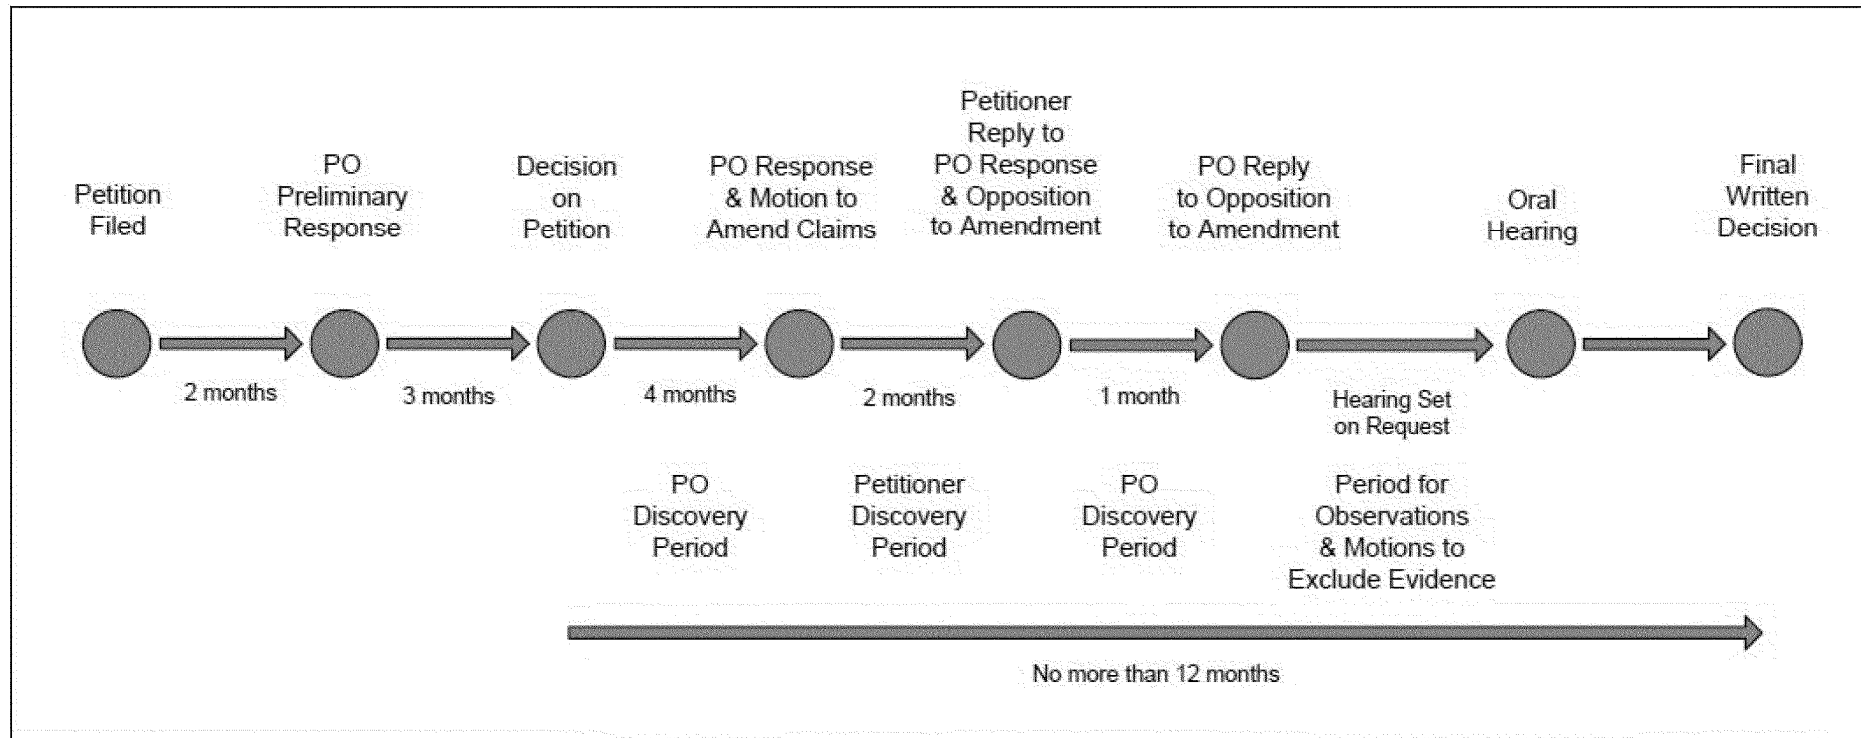 Petition
Filed
PO
Preliminary
Response
Decision
on
Petition
PO Response
& Motion to
Amend Claims
Petitioner
Reply to
PO Response
& Opposition
to Amendment
PO Reply
to Opposition
to Amendment
Oral
Hearing
Final
Written
Decision
2 months
3 months
4 months
2 months
1 month
Hearing Set
on Request
PO
Discovery
Period
Petitioner
Discovery
Period
PO
Discovery
Period
Period for
Observations
& Motions to
Exclude Evidence
No more than 12 months